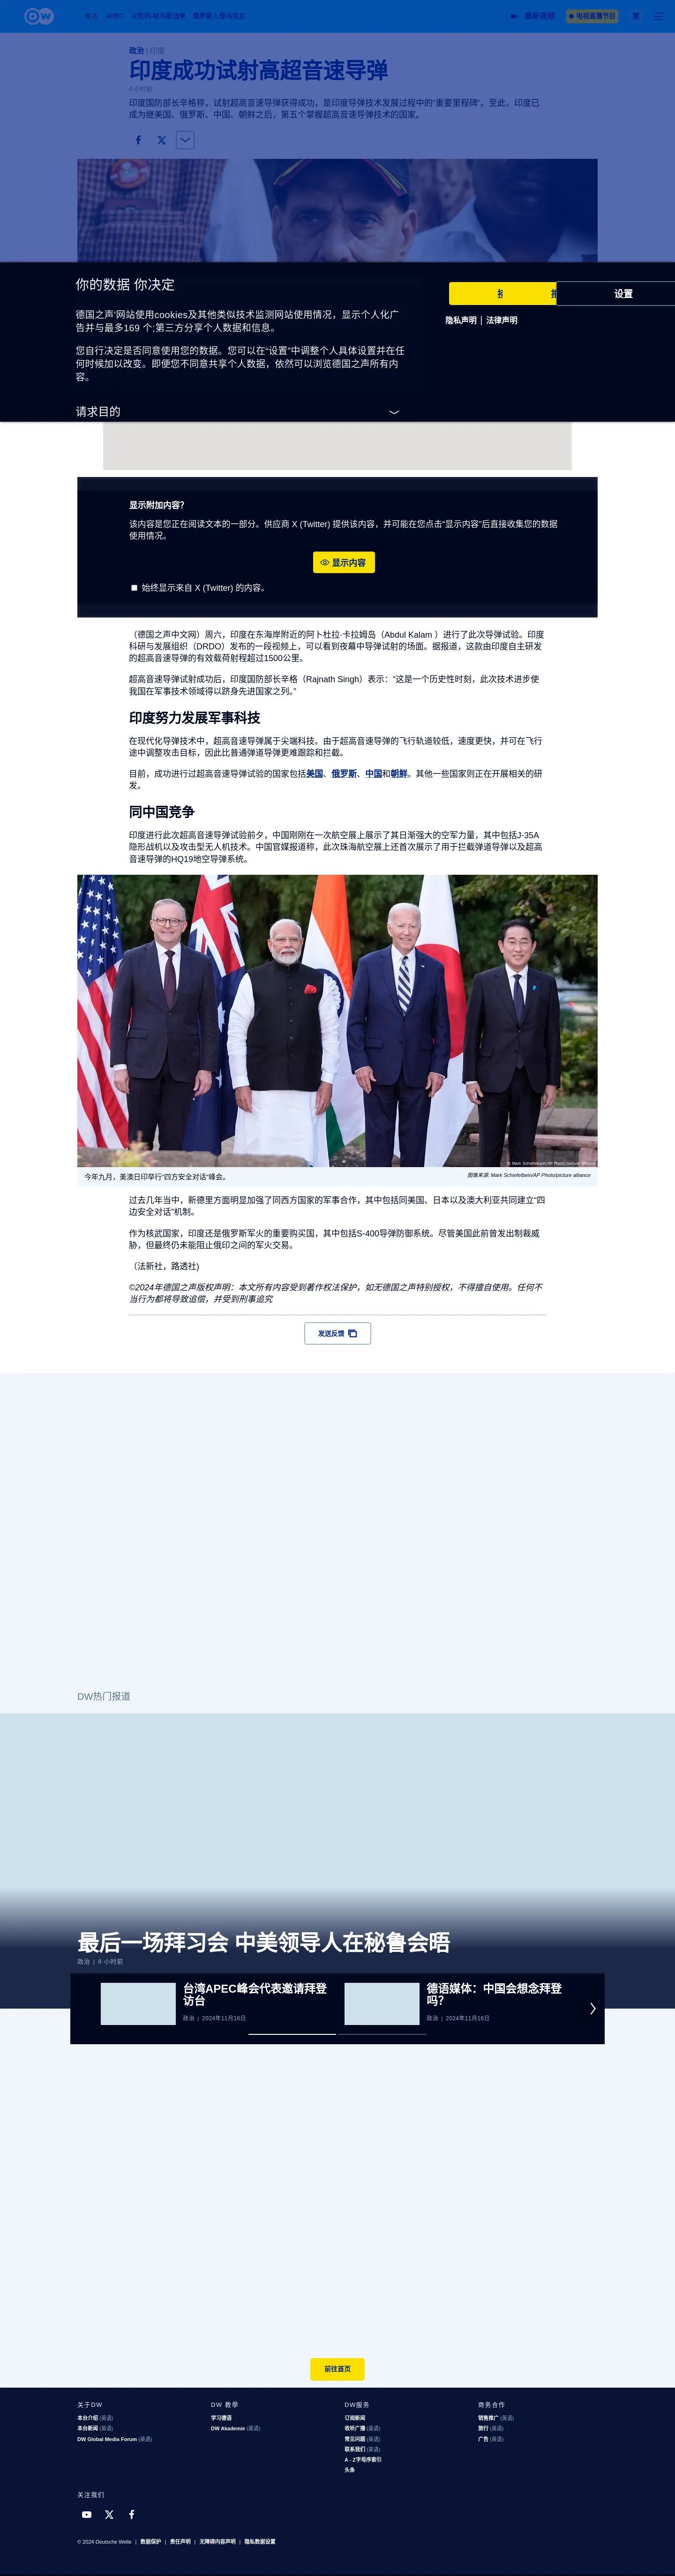 DW
APEC
以色列-哈马斯战争
俄罗斯入侵乌克兰
最新视频
电视直播节目
政治 | 印度
印度成功试射高超音速导弹
4 小时前
印度国防部长辛格称，试射超高音速导弹获得成功，是印度导弹技术发展过程中的“重要里程碑”。至此，印度已
成为继美国、俄罗斯、中国、朝鲜之后，第五个掌握超高音速导弹技术的国家。
你的数据 你决定
德国之声‘网站使用cookies及其他类似技术监测网站使用情况，显示个人化广
告并与最多169 个;第三方分享个人数据和信息。
您自行决定是否同意使用您的数据。您可以在“设置“中调整个人具体设置并在任
何时候加以改变。即便您不同意共享个人数据，依然可以浏览德国之声所有内
容。
请求目的
设置
隐私声明 | 法律声明
显示附加内容？
该内容是您正在阅读文本的一部分。供应商 X (Twitter) 提供该内容，并可能在您点击“显示内容”后直接收集您的数据
使用情况。
显示内容
始终显示来自 X (Twitter) 的内容。
（德国之声中文网）周六，印度在东海岸附近的阿卜杜拉·卡拉姆岛（Abdul Kalam ）进行了此次导弹试验。印度
科研与发展组织（DRDO）发布的一段视频上，可以看到夜幕中导弹试射的场面。据报道，这款由印度自主研发
的超高音速导弹的有效载荷射程超过1500公里。
超高音速导弹试射成功后，印度国防部长辛格（Rajnath Singh）表示：“这是一个历史性时刻，此次技术进步使
我国在军事技术领域得以跻身先进国家之列。”
印度努力发展军事科技
在现代化导弹技术中，超高音速导弹属于尖端科技。由于超高音速导弹的飞行轨道较低，速度更快，并可在飞行
途中调整攻击目标，因此比普通弹道导弹更难跟踪和拦截。
目前，成功进行过超高音速导弹试验的国家包括美国、俄罗斯、中国和朝鲜。其他一些国家则正在开展相关的研
发。
同中国竞争
印度进行此次超高音速导弹试验前夕，中国刚刚在一次航空展上展示了其日渐强大的空军力量，其中包括J-35A
隐形战机以及攻击型无人机技术。中国官媒报道称，此次珠海航空展上还首次展示了用于拦截弹道导弹以及超高
音速导弹的HQ19地空导弹系统。
© Mark Schiefelbein/AP Photo/picture alliance
今年九月，美澳日印举行“四方安全对话”峰会。
图像来源: Mark Schiefelbein/AP Photo/picture alliance
过去几年当中，新德里方面明显加强了同西方国家的军事合作，其中包括同美国、日本以及澳大利亚共同建立“四
边安全对话”机制。
作为核武国家，印度还是俄罗斯军火的重要购买国，其中包括S-400导弹防御系统。尽管美国此前曾发出制裁威
胁，但最终仍未能阻止俄印之间的军火交易。
（法新社，路透社)
©2024年德国之声版权声明：本文所有内容受到著作权法保护，如无德国之声特别授权，不得擅自使用。任何不
当行为都将导致追偿，并受到刑事追究
发送反馈
DW热门报道
最后一场拜习会 中美领导人在秘鲁会晤
政治 | 8 小时前
台湾APEC峰会代表邀请拜登
访台
政治 | 2024年11月16日
德语媒体：中国会想念拜登
吗？
政治 | 2024年11月16日
前往首页
关于DW
本台介绍 (英语)
本台新闻 (英语)
DW Global Media Forum (英语)
DW 教學
学习德语
DW Akademie (英语)
DW服务
订阅新闻
收听广播 (英语)
常见问题 (英语)
联系我们 (英语)
A - Z字母序索引
头条
商务合作
销售推广 (英语)
旅行 (英语)
广告 (英语)
关注我们
© 2024 Deutsche Welle | 数据保护 | 责任声明 | 无障碍内容声明 | 隐私数据设置